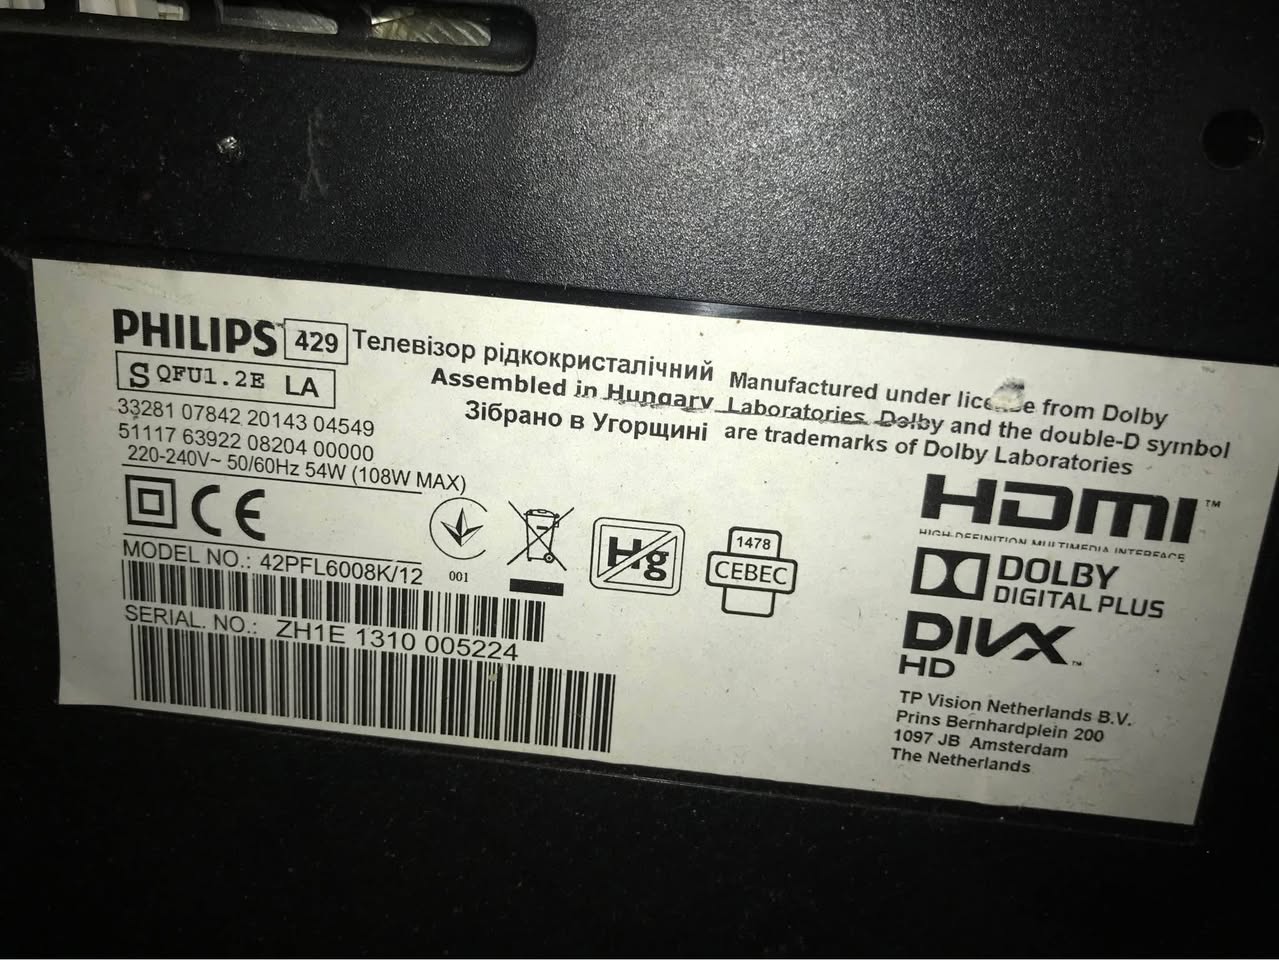 PHILIPS 429 Телевізор рідкокристалічний
S QFU1.2E LA
Assembled in Hungary
Зібрано в Угорщині
33281 07842 20143 04549
51117 63922 08204 00000
220-240V~ 50/60Hz 54W (108W MAX)
Manufactured under license from Dolby
Laboratories. Dolby and the double-D symbol
are trademarks of Dolby Laboratories
CE
001
Hg
1478
CEBEC
MODEL NO.: 42PFL6008K/12
SERIAL. NO.: ZH1E 1310 005224
HDMI™
HIGH-DEFINITION MULTIMEDIA INTERFACE
DOLBY
DIGITAL PLUS
DIVX™
HD
TP Vision Netherlands B.V.
Prins Bernhardplein 200
1097 JB Amsterdam
The Netherlands